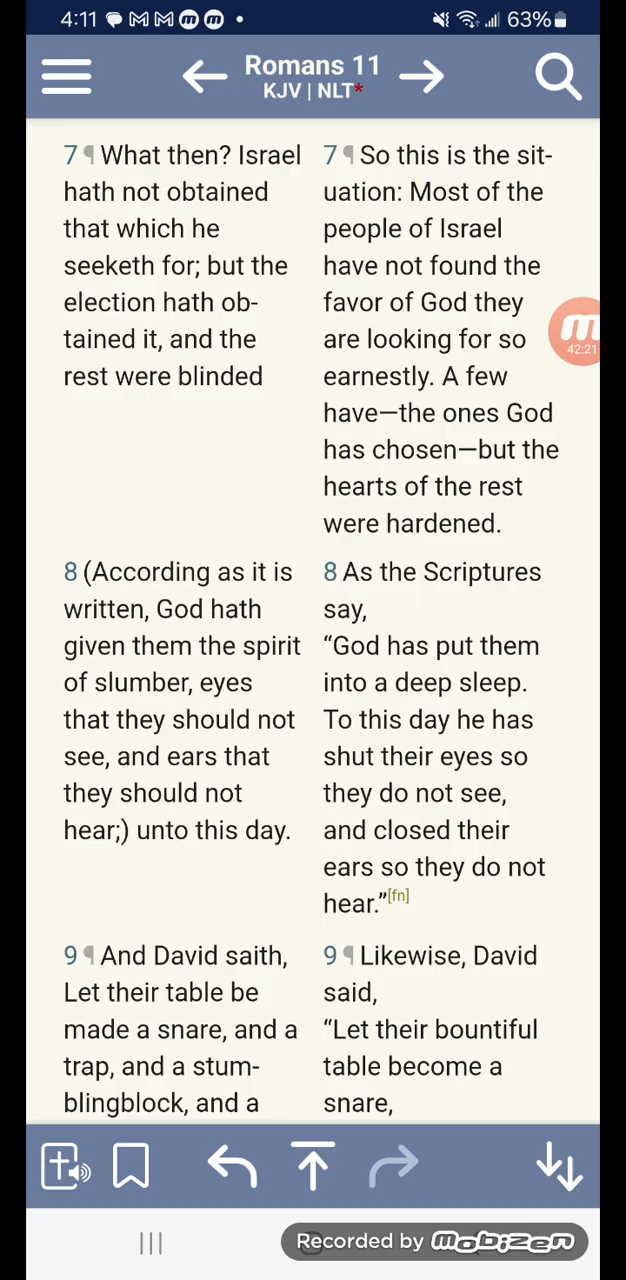 4:11
63%
Romans 11
KJV | NLT*
7 ¶ What then? Israel
hath not obtained
that which he
seeketh for; but the
election hath ob-
tained it, and the
rest were blinded
7 ¶ So this is the sit-
uation: Most of the
people of Israel
have not found the
favor of God they
are looking for so
earnestly. A few
have—the ones God
has chosen—but the
hearts of the rest
were hardened.
m
42:21
8 (According as it is
written, God hath
given them the spirit
of slumber, eyes
that they should not
see, and ears that
they should not
hear;) unto this day.
8 As the Scriptures
say,
“God has put them
into a deep sleep.
To this day he has
shut their eyes so
they do not see,
and closed their
ears so they do not
hear.”[fn]
9 ¶ And David saith,
Let their table be
made a snare, and a
trap, and a stum-
blingblock, and a
9 ¶ Likewise, David
said,
“Let their bountiful
table become a
snare,
Recorded by mobizen